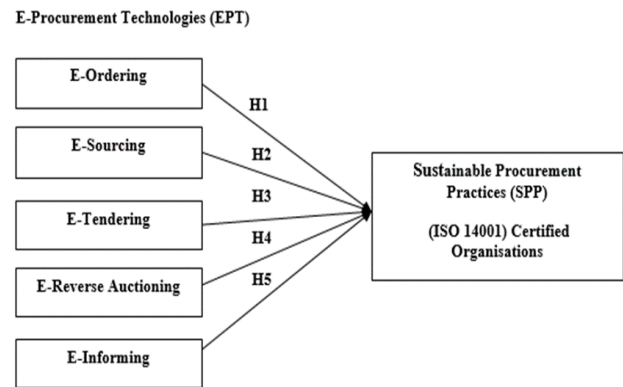 E-Procurement Technologies (EPT)
E-Ordering
H1
E-Sourcing
H2
Sustainable Procurement
Practices (SPP)
(ISO 14001) Certified
Organisations
H3
E-Tendering
H4
E-Reverse Auctioning
H5
E-Informing